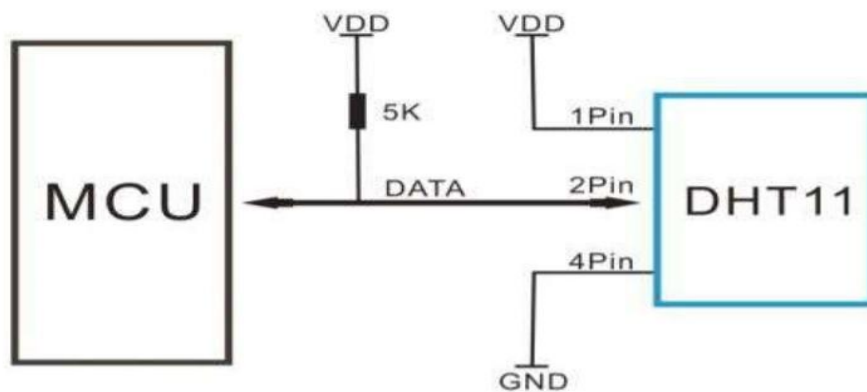 VDD
VDD
5K
1Pin
MCU
DATA
2Pin
DHT11
4Pin
GND